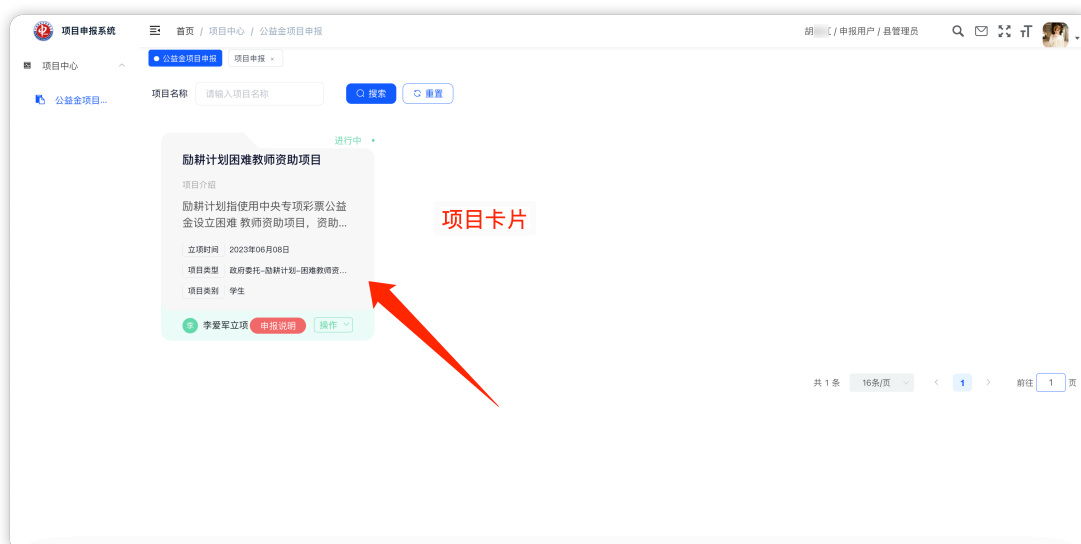 项目申报系统
首页 / 项目中心 / 公益金项目申报
胡 / 申报用户 / 县管理员
项目中心
公益金项目申报
项目申报 ×
公益金项目...
项目名称 请输入项目名称 搜索 重置
进行中
励耕计划困难教师资助项目
项目介绍
励耕计划指使用中央专项彩票公益
金设立困难 教师资助项目，资助...
项目卡片
立项时间 2023年06月08日
项目类型 政府委托-励耕计划-困难教师资...
项目类别 学生
李 李爱军立项 申报说明 操作
共 1 条 16条/页 1 前往 1 页